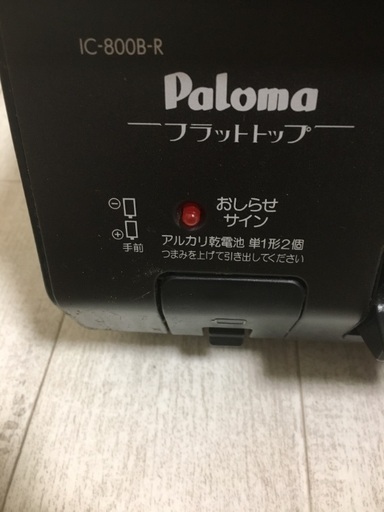 IC-800B-R
Paloma
フラットトップ
おしらせ
サイン
⊖
⊕
手前
アルカリ乾電池 単1形2個
つまみを上げて引き出してください